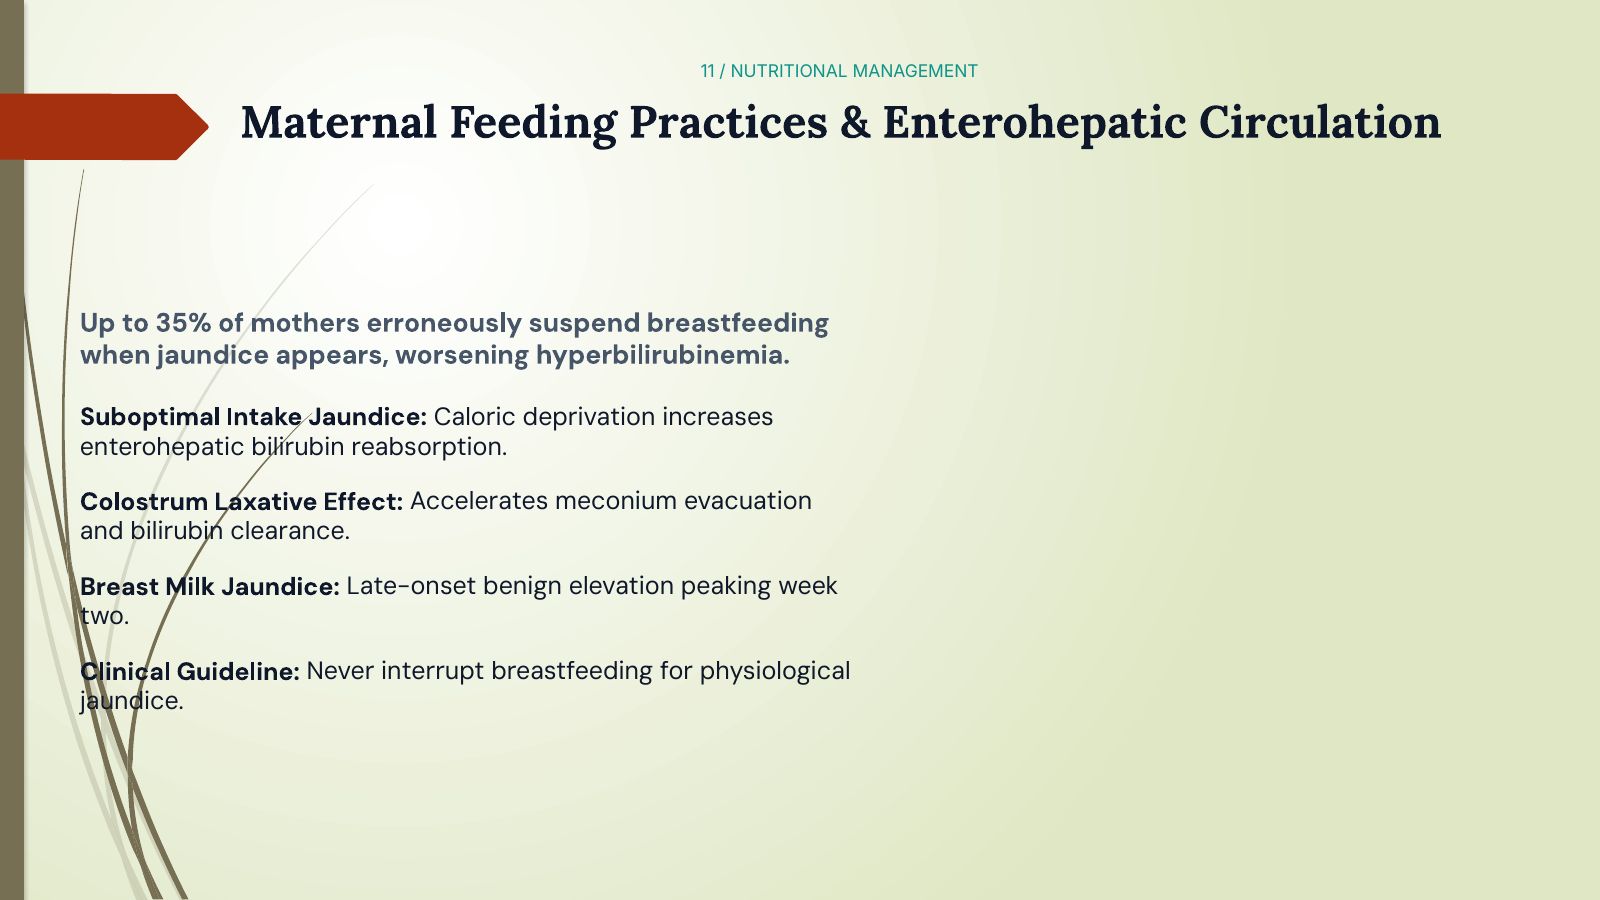 11 / NUTRITIONAL MANAGEMENT
Maternal Feeding Practices & Enterohepatic Circulation
Up to 35% of mothers erroneously suspend breastfeeding
when jaundice appears, worsening hyperbilirubinemia.
Suboptimal Intake Jaundice: Caloric deprivation increases
enterohepatic bilirubin reabsorption.
Colostrum Laxative Effect: Accelerates meconium evacuation
and bilirubin clearance.
Breast Milk Jaundice: Late-onset benign elevation peaking week
two.
Clinical Guideline: Never interrupt breastfeeding for physiological
jaundice.